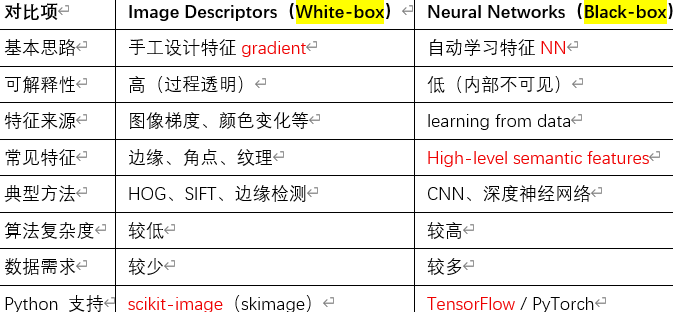 对比项 Image Descriptors（White-box） Neural Networks（Black-box）
基本思路 手工设计特征 gradient 自动学习特征 NN
可解释性 高（过程透明） 低（内部不可见）
特征来源 图像梯度、颜色变化等 learning from data
常见特征 边缘、角点、纹理 High-level semantic features
典型方法 HOG、SIFT、边缘检测 CNN、深度神经网络
算法复杂度 较低 较高
数据需求 较少 较多
Python 支持 scikit-image（skimage） TensorFlow / PyTorch